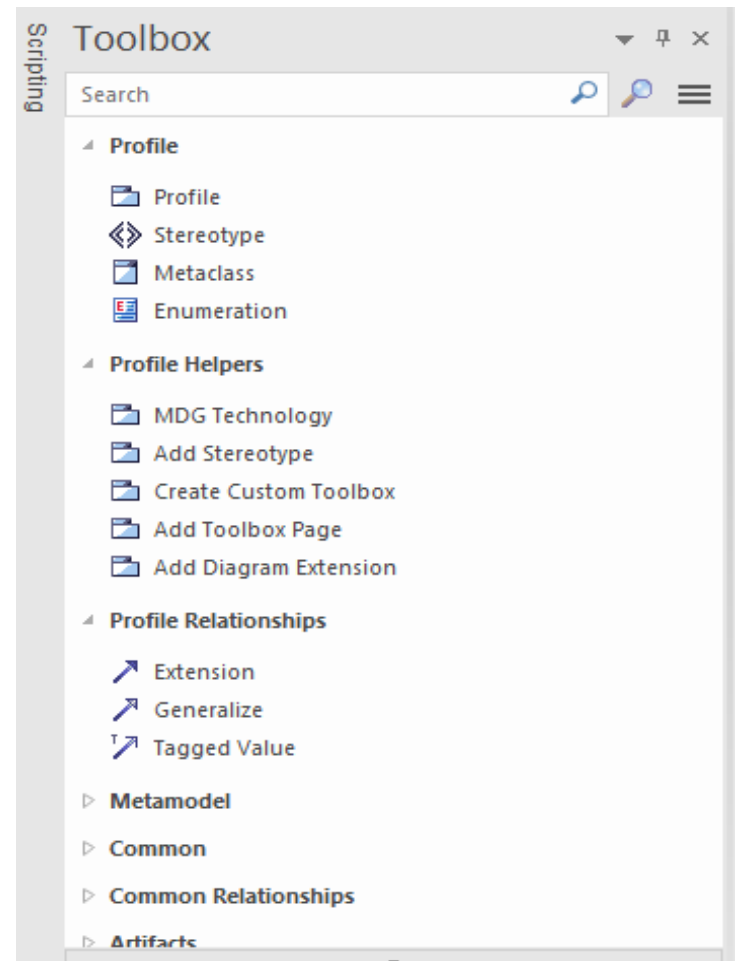 Scripting
Toolbox
Search
Profile
Profile
Stereotype
Metaclass
Enumeration
Profile Helpers
MDG Technology
Add Stereotype
Create Custom Toolbox
Add Toolbox Page
Add Diagram Extension
Profile Relationships
Extension
Generalize
Tagged Value
Metamodel
Common
Common Relationships
Artifacts